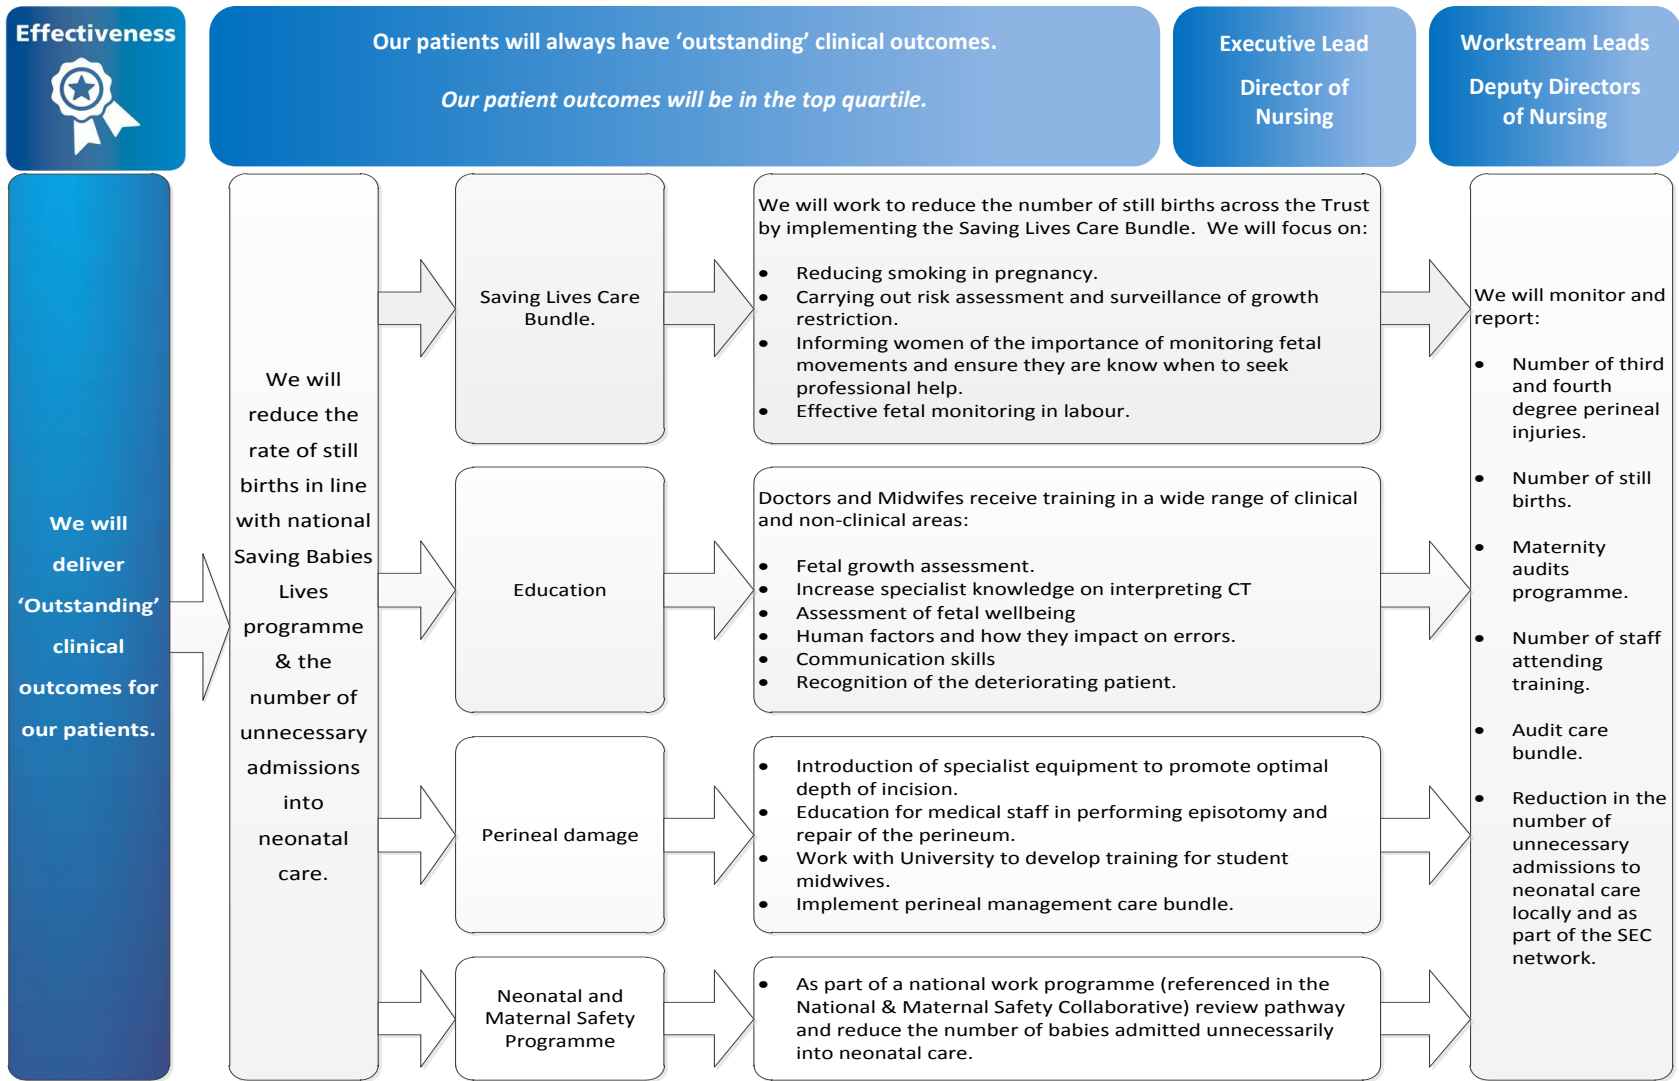 Effectiveness
Our patients will always have ‘outstanding’ clinical outcomes.
Our patient outcomes will be in the top quartile.
Executive Lead
Director of
Nursing
Workstream Leads
Deputy Directors
of Nursing
We will
deliver
‘Outstanding’
clinical
outcomes for
our patients.
We will
reduce the
rate of still
births in line
with national
Saving Babies
Lives
programme
& the
number of
unnecessary
admissions
into
neonatal
care.
Saving Lives Care
Bundle.
We will work to reduce the number of still births across the Trust
by implementing the Saving Lives Care Bundle.  We will focus on:
• Reducing smoking in pregnancy.
• Carrying out risk assessment and surveillance of growth
restriction.
• Informing women of the importance of monitoring fetal
movements and ensure they are know when to seek
professional help.
• Effective fetal monitoring in labour.
Education
Doctors and Midwifes receive training in a wide range of clinical
and non-clinical areas:
• Fetal growth assessment.
• Increase specialist knowledge on interpreting CT
• Assessment of fetal wellbeing
• Human factors and how they impact on errors.
• Communication skills
• Recognition of the deteriorating patient.
Perineal damage
• Introduction of specialist equipment to promote optimal
depth of incision.
• Education for medical staff in performing episotomy and
repair of the perineum.
• Work with University to develop training for student
midwives.
• Implement perineal management care bundle.
Neonatal and
Maternal Safety
Programme
• As part of a national work programme (referenced in the
National & Maternal Safety Collaborative) review pathway
and reduce the number of babies admitted unnecessarily
into neonatal care.
We will monitor and
report:
• Number of third
and fourth
degree perineal
injuries.
• Number of still
births.
• Maternity
audits
programme.
• Number of staff
attending
training.
• Audit care
bundle.
• Reduction in the
number of
unnecessary
admissions to
neonatal care
locally and as
part of the SEC
network.